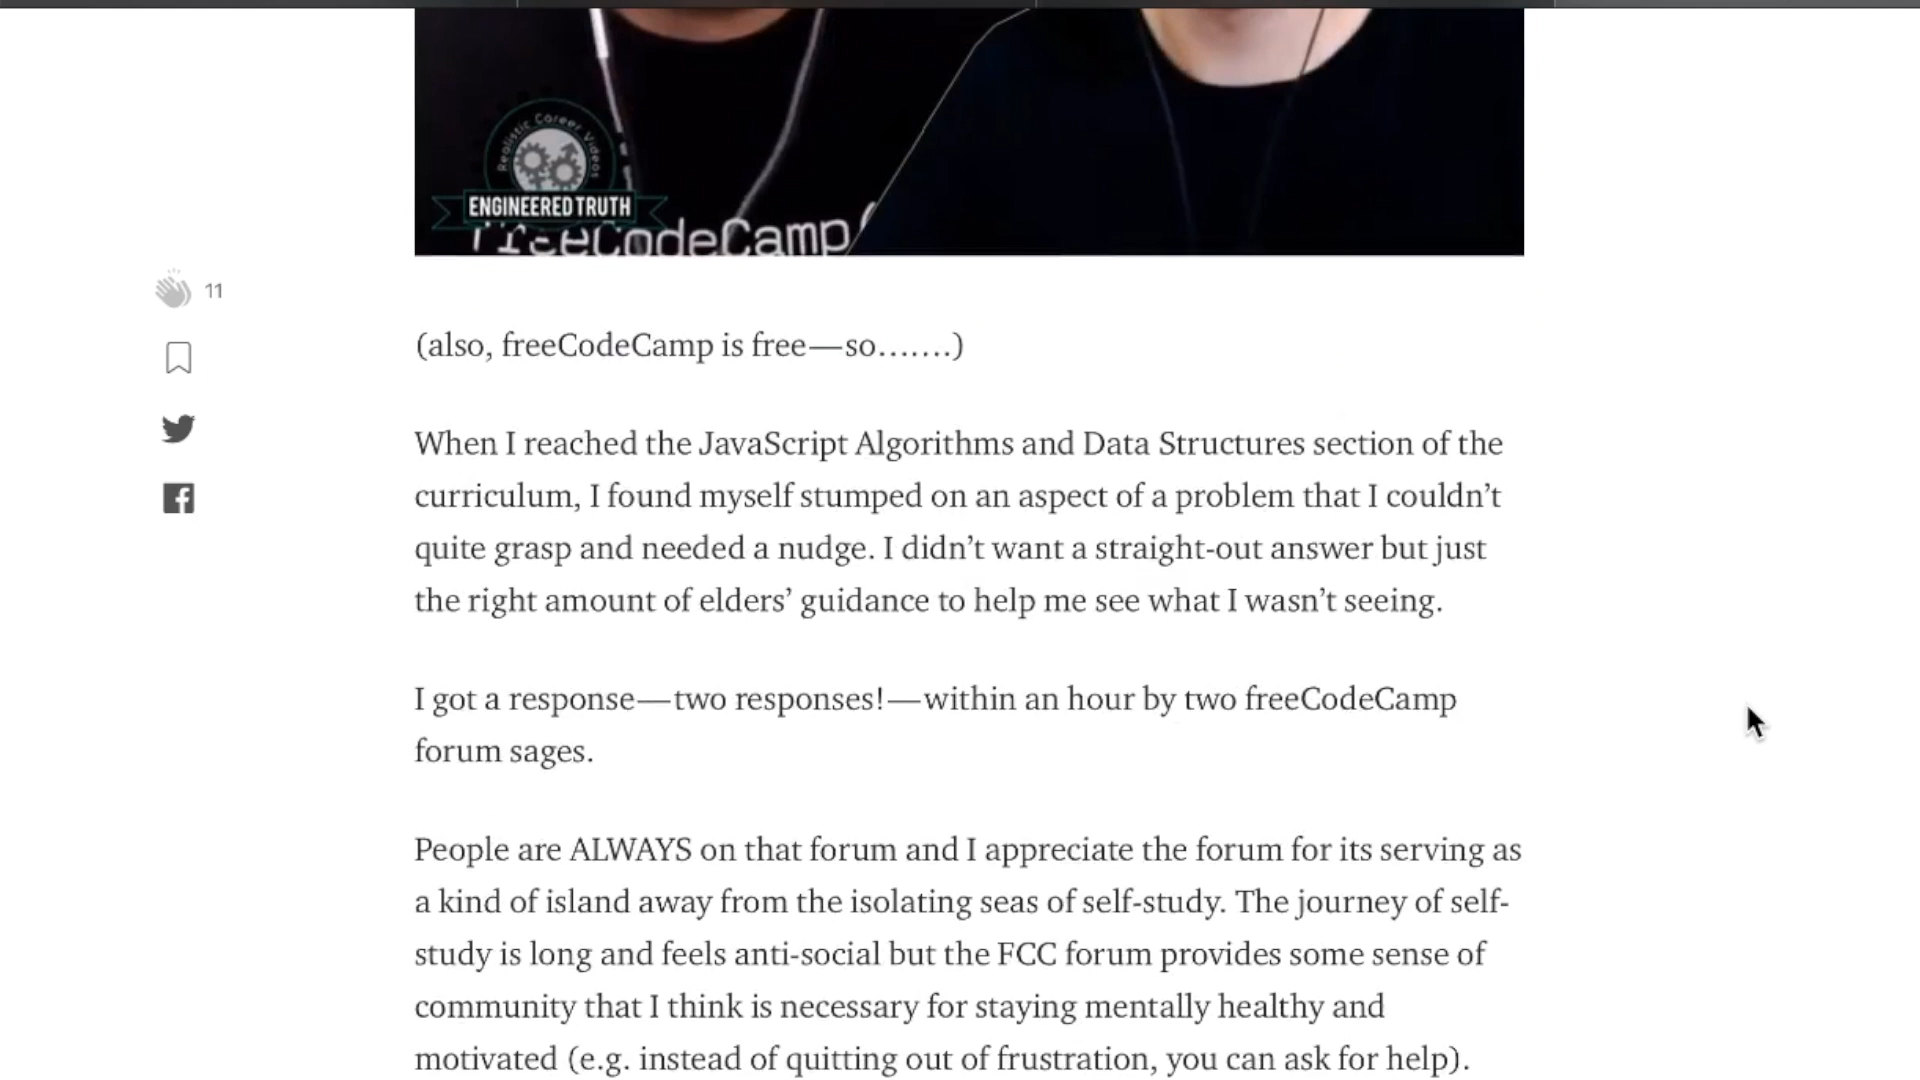 Realistic Career Videos
ENGINEERED TRUTH
freeCodeCamp(
11
(also, freeCodeCamp is free—so…….)
When I reached the JavaScript Algorithms and Data Structures section of the
curriculum, I found myself stumped on an aspect of a problem that I couldn’t
quite grasp and needed a nudge. I didn’t want a straight-out answer but just
the right amount of elders’ guidance to help me see what I wasn’t seeing.
I got a response—two responses!—within an hour by two freeCodeCamp
forum sages.
People are ALWAYS on that forum and I appreciate the forum for its serving as
a kind of island away from the isolating seas of self-study. The journey of self-
study is long and feels anti-social but the FCC forum provides some sense of
community that I think is necessary for staying mentally healthy and
motivated (e.g. instead of quitting out of frustration, you can ask for help).